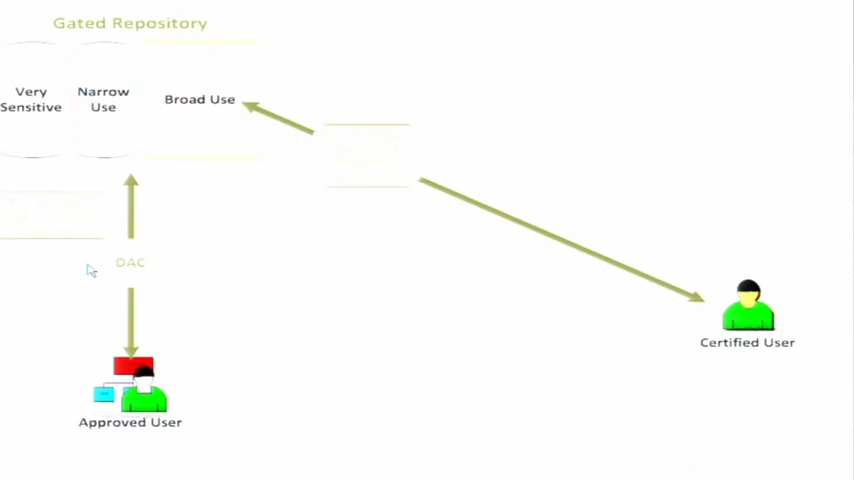 Gated Repository
Very
Sensitive
Narrow
Use
Broad Use
DAC
Certified User
Approved User